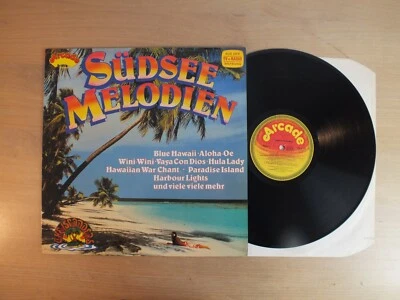 Arcade
SÜDSEE
MELODIEN
Blue Hawaii · Aloha-Oe
Wini-Wini · Vaya Con Dios · Hula Lady
Hawaiian War Chant · Paradise Island
Harbour Lights
und viele viele mehr
Arcade